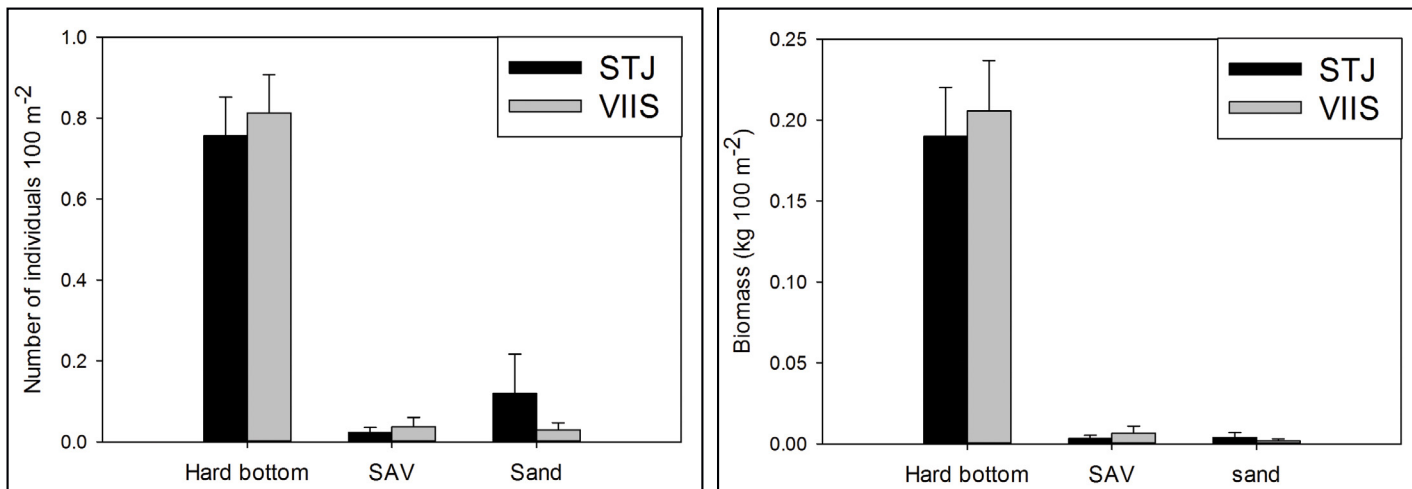 Number of individuals 100 m-2
1.0
0.8
0.6
0.4
0.2
0.0
STJ
VIIS
Hard bottom
SAV
Sand
Biomass (kg 100 m-2)
0.25
0.20
0.15
0.10
0.05
0.00
STJ
VIIS
Hard bottom
SAV
sand